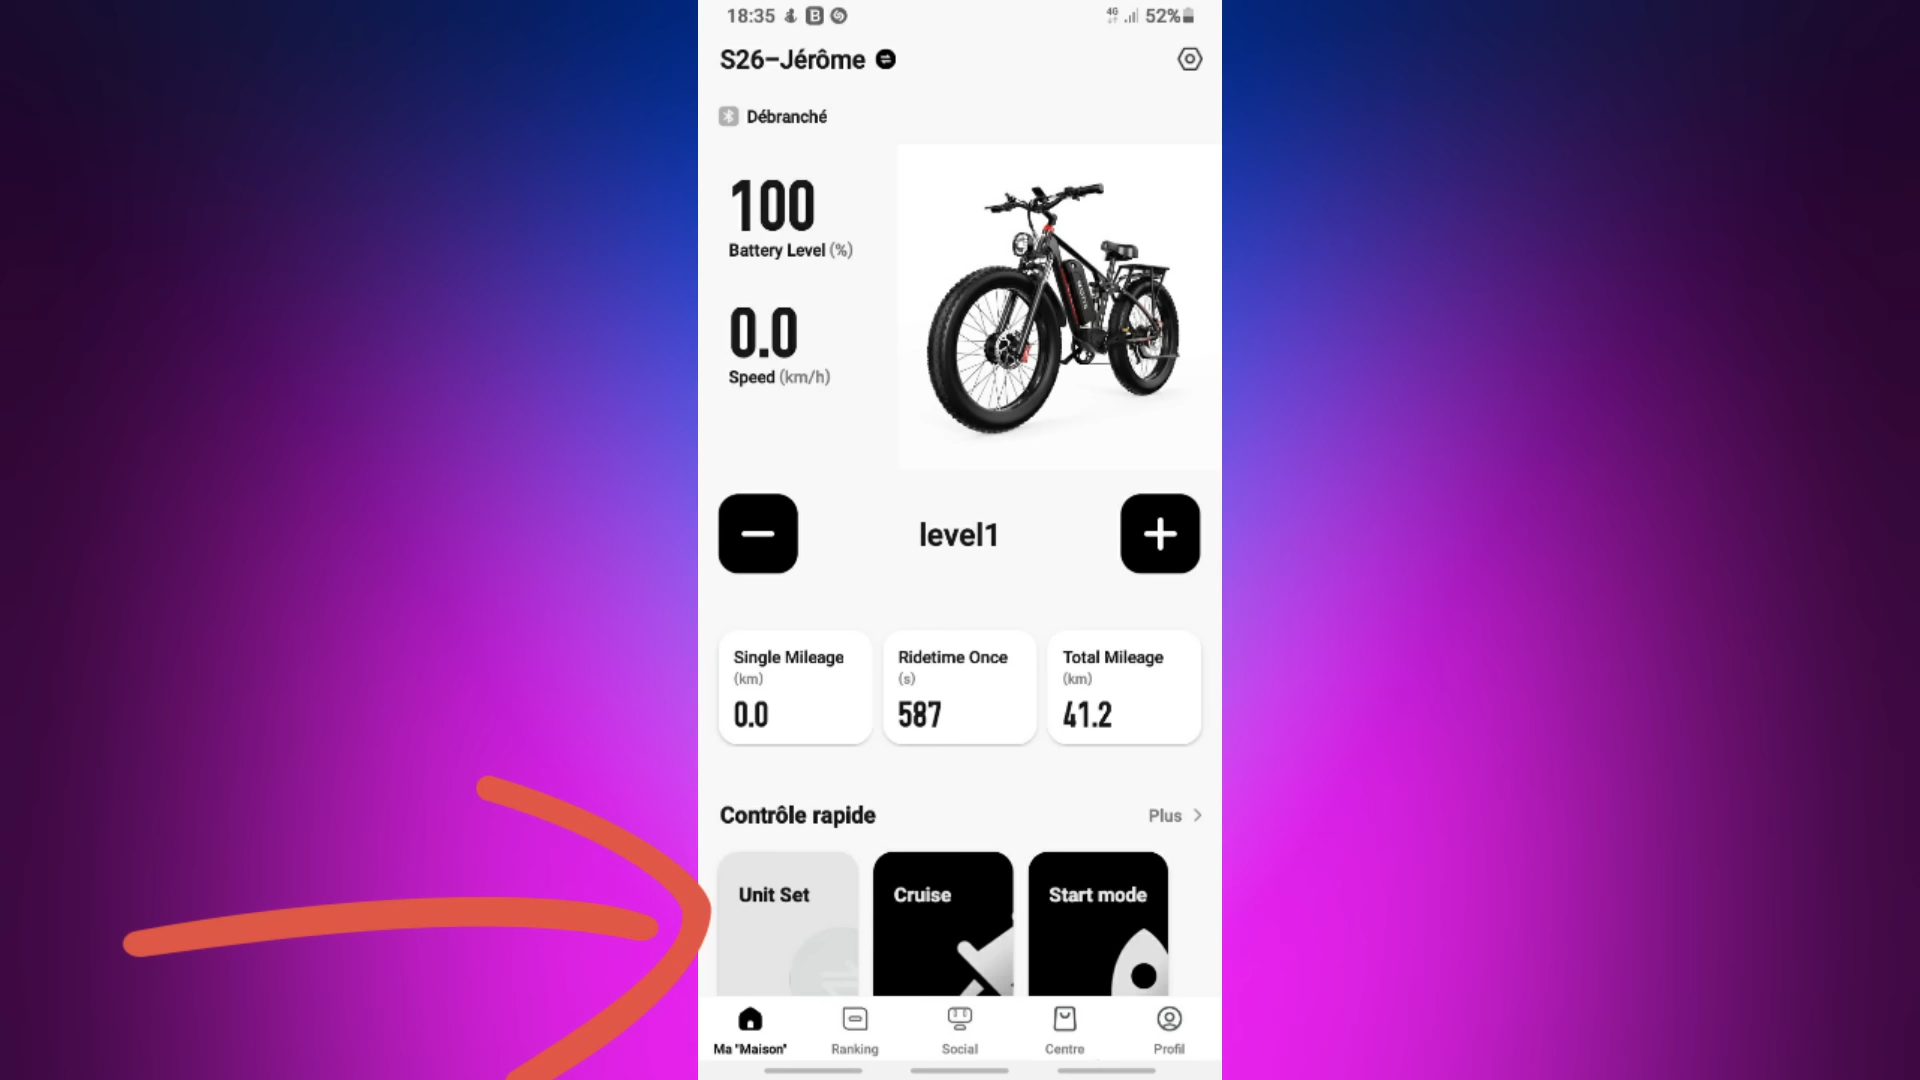 18:35
4G 52%
S26-Jérôme
Débranché
100
Battery Level (%)
0.0
Speed (km/h)
level1
Single Mileage
(km)
0.0
Ridetime Once
(s)
587
Total Mileage
(km)
41.2
Contrôle rapide
Plus
Unit Set
Cruise
Start mode
Ma "Maison"
Ranking
Social
Centre
Profil